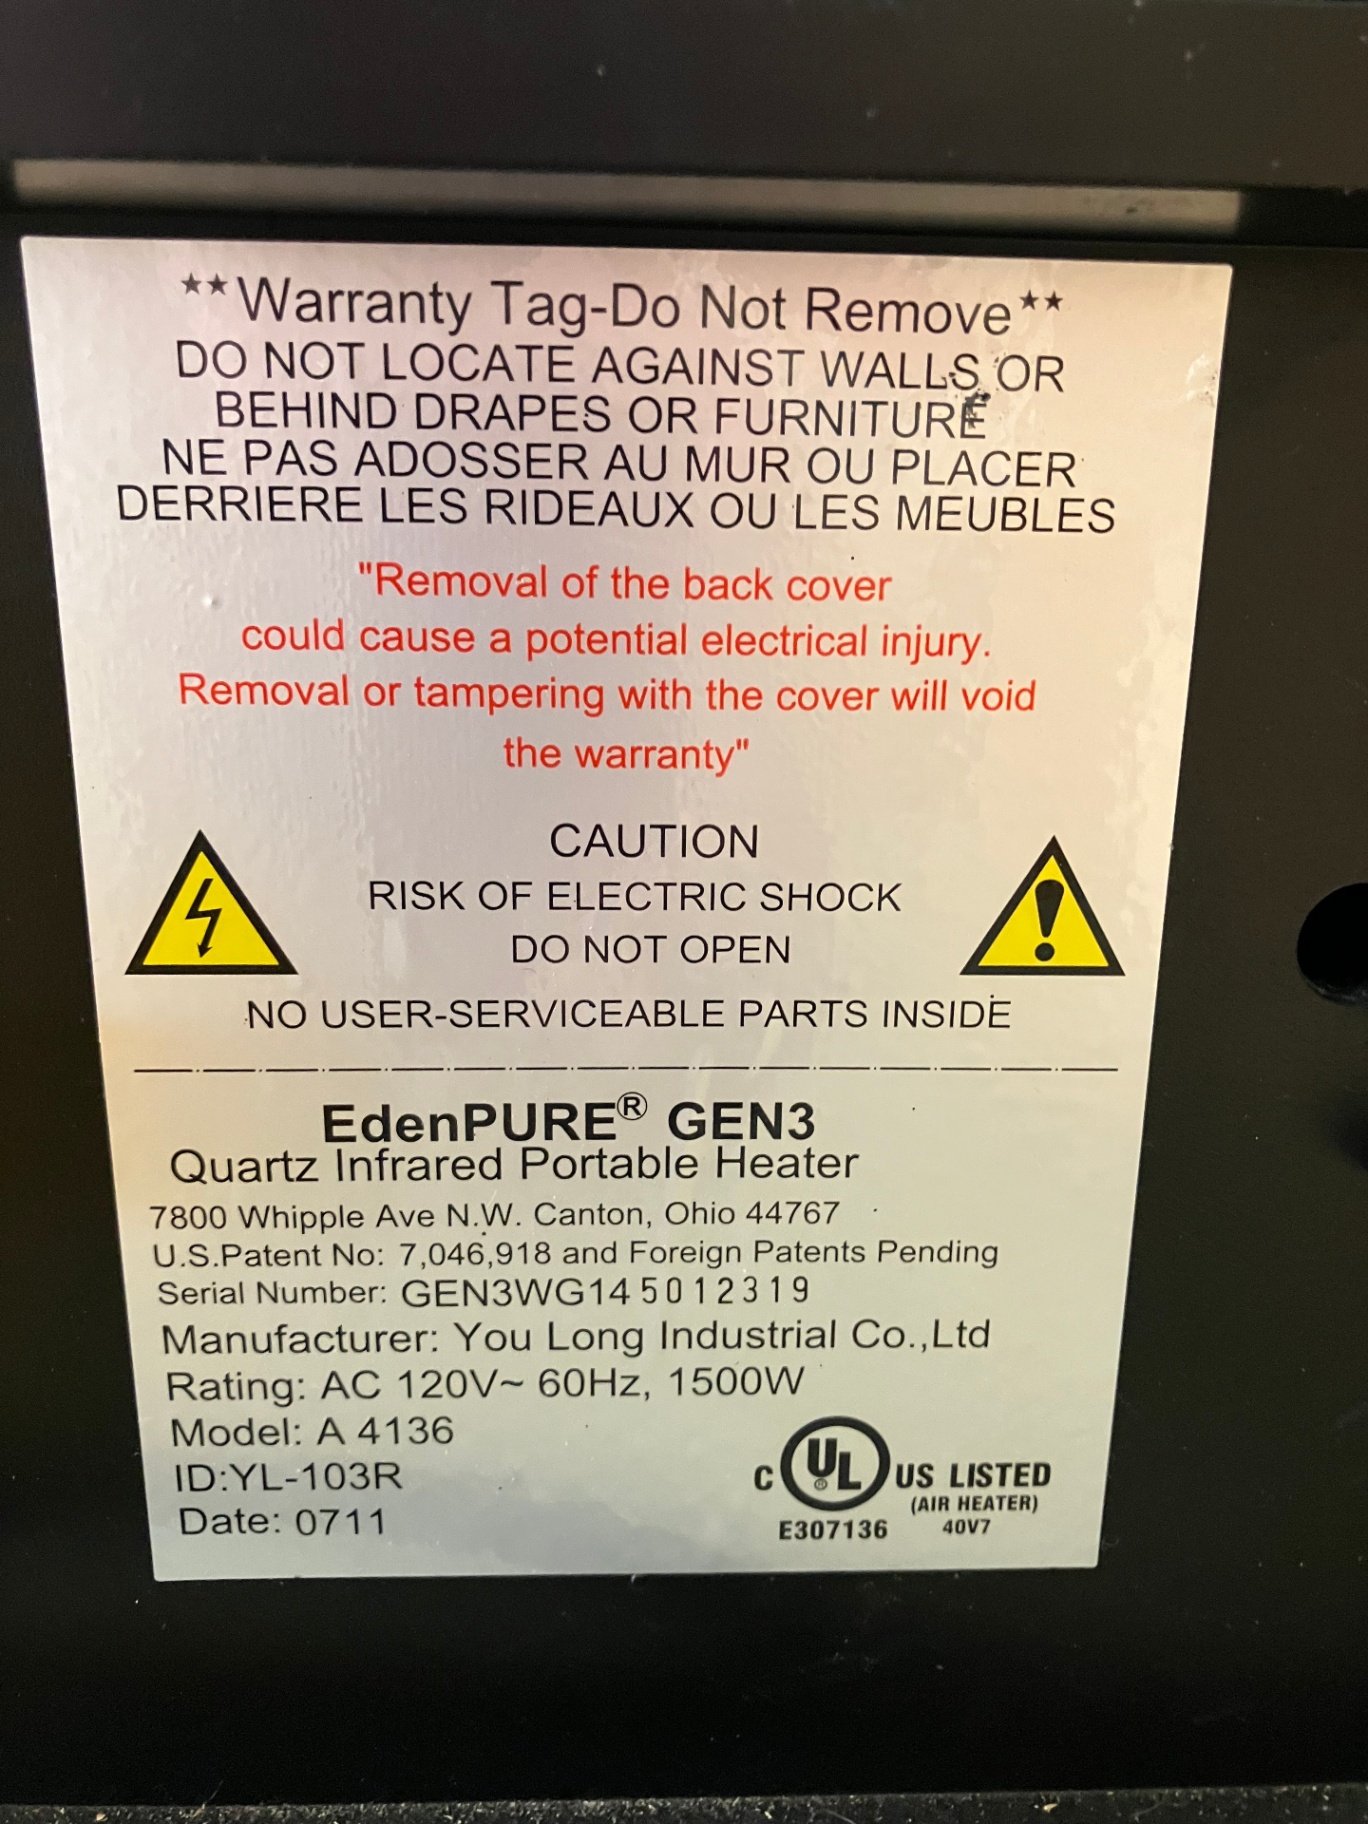 **Warranty Tag-Do Not Remove**
DO NOT LOCATE AGAINST WALLS OR
BEHIND DRAPES OR FURNITURE
NE PAS ADOSSER AU MUR OU PLACER
DERRIERE LES RIDEAUX OU LES MEUBLES
"Removal of the back cover
could cause a potential electrical injury.
Removal or tampering with the cover will void
the warranty"
CAUTION
RISK OF ELECTRIC SHOCK
DO NOT OPEN
NO USER-SERVICEABLE PARTS INSIDE
EdenPURE® GEN3
Quartz Infrared Portable Heater
7800 Whipple Ave N.W. Canton, Ohio 44767
U.S.Patent No: 7,046,918 and Foreign Patents Pending
Serial Number: GEN3WG145012319
Manufacturer: You Long Industrial Co.,Ltd
Rating: AC 120V~ 60Hz, 1500W
Model: A 4136
ID:YL-103R
Date: 0711
C UL® US LISTED
(AIR HEATER)
E307136 40V7